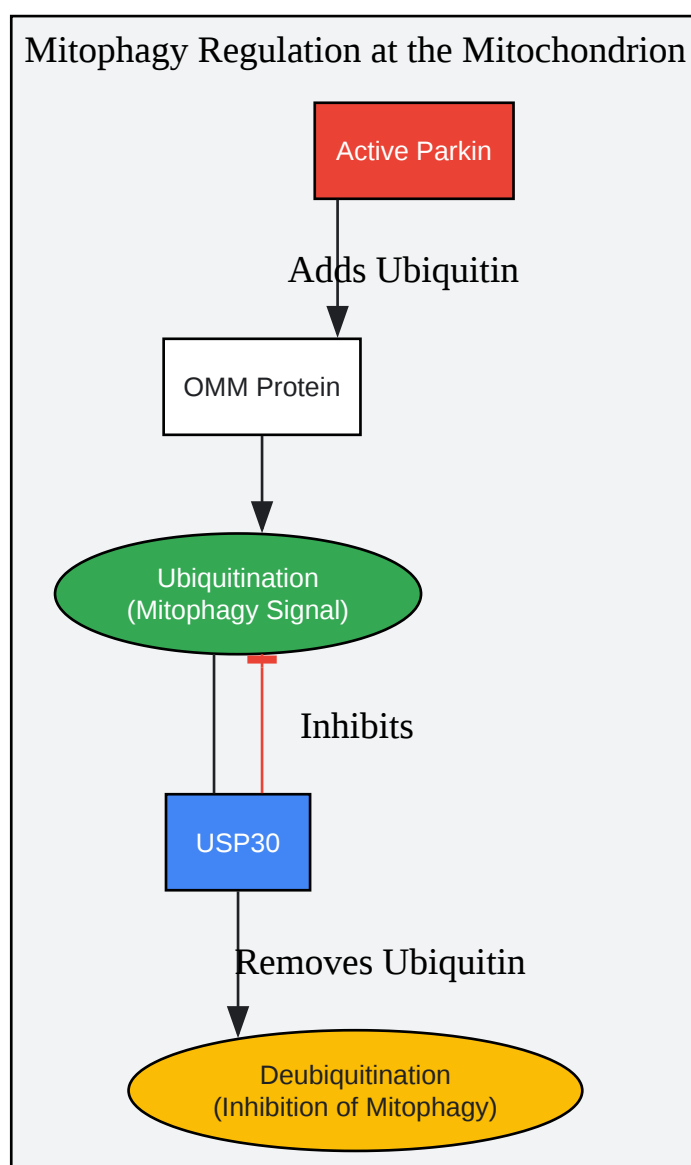 Mitophagy Regulation at the Mitochondrion
Active Parkin
Adds Ubiquitin
OMM Protein
Ubiquitination
(Mitophagy Signal)
Inhibits
USP30
Removes Ubiquitin
Deubiquitination
(Inhibition of Mitophagy)